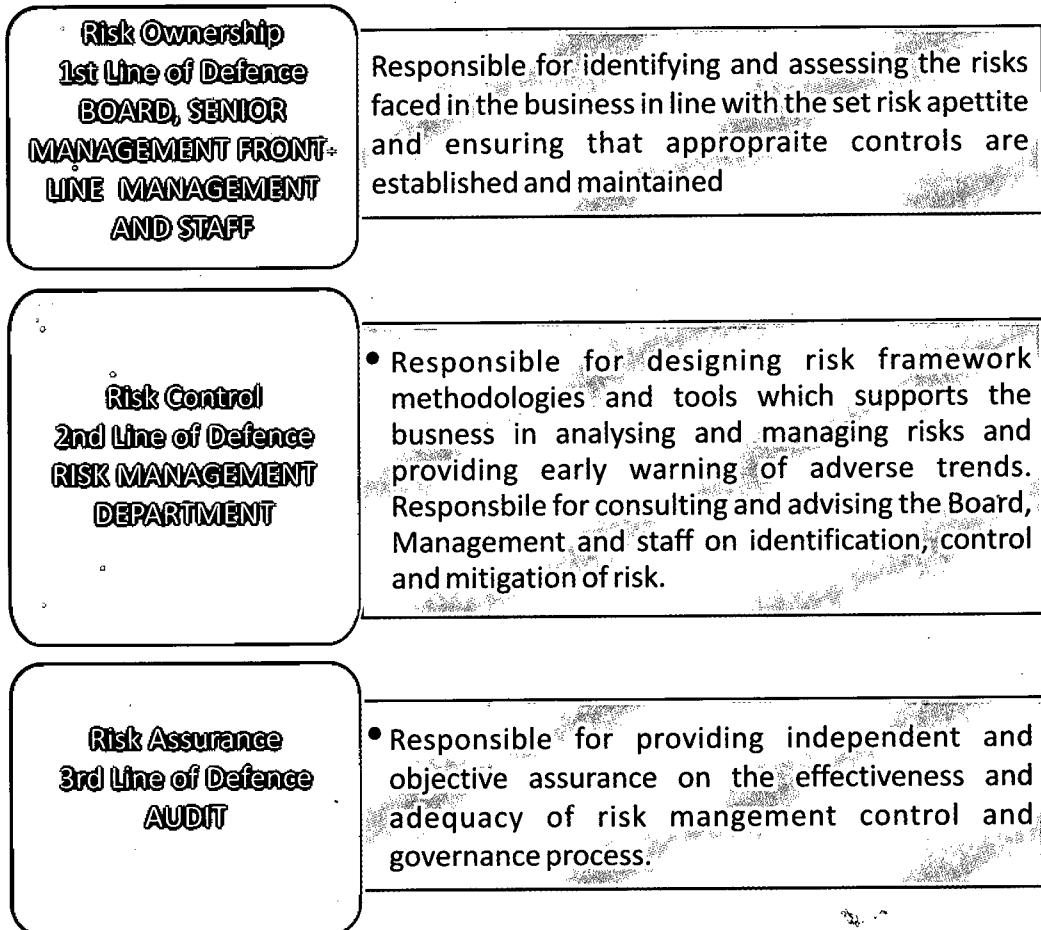 Risk Ownership
1st Line of Defence
BOARD, SENIOR
MANAGEMENT FRONT-
LINE MANAGEMENT
AND STAFF
Responsible for identifying and assessing the risks
faced in the business in line with the set risk apettite
and ensuring that appropraite controls are
established and maintained
Risk Control
2nd Line of Defence
RISK MANAGEMENT
DEPARTMENT
• Responsible for designing risk framework
methodologies and tools which supports the
busness in analysing and managing risks and
providing early warning of adverse trends.
Responsbile for consulting and advising the Board,
Management and staff on identification, control
and mitigation of risk.
Risk Assurance
3rd Line of Defence
AUDIT
• Responsible for providing independent and
objective assurance on the effectiveness and
adequacy of risk mangement control and
governance process.